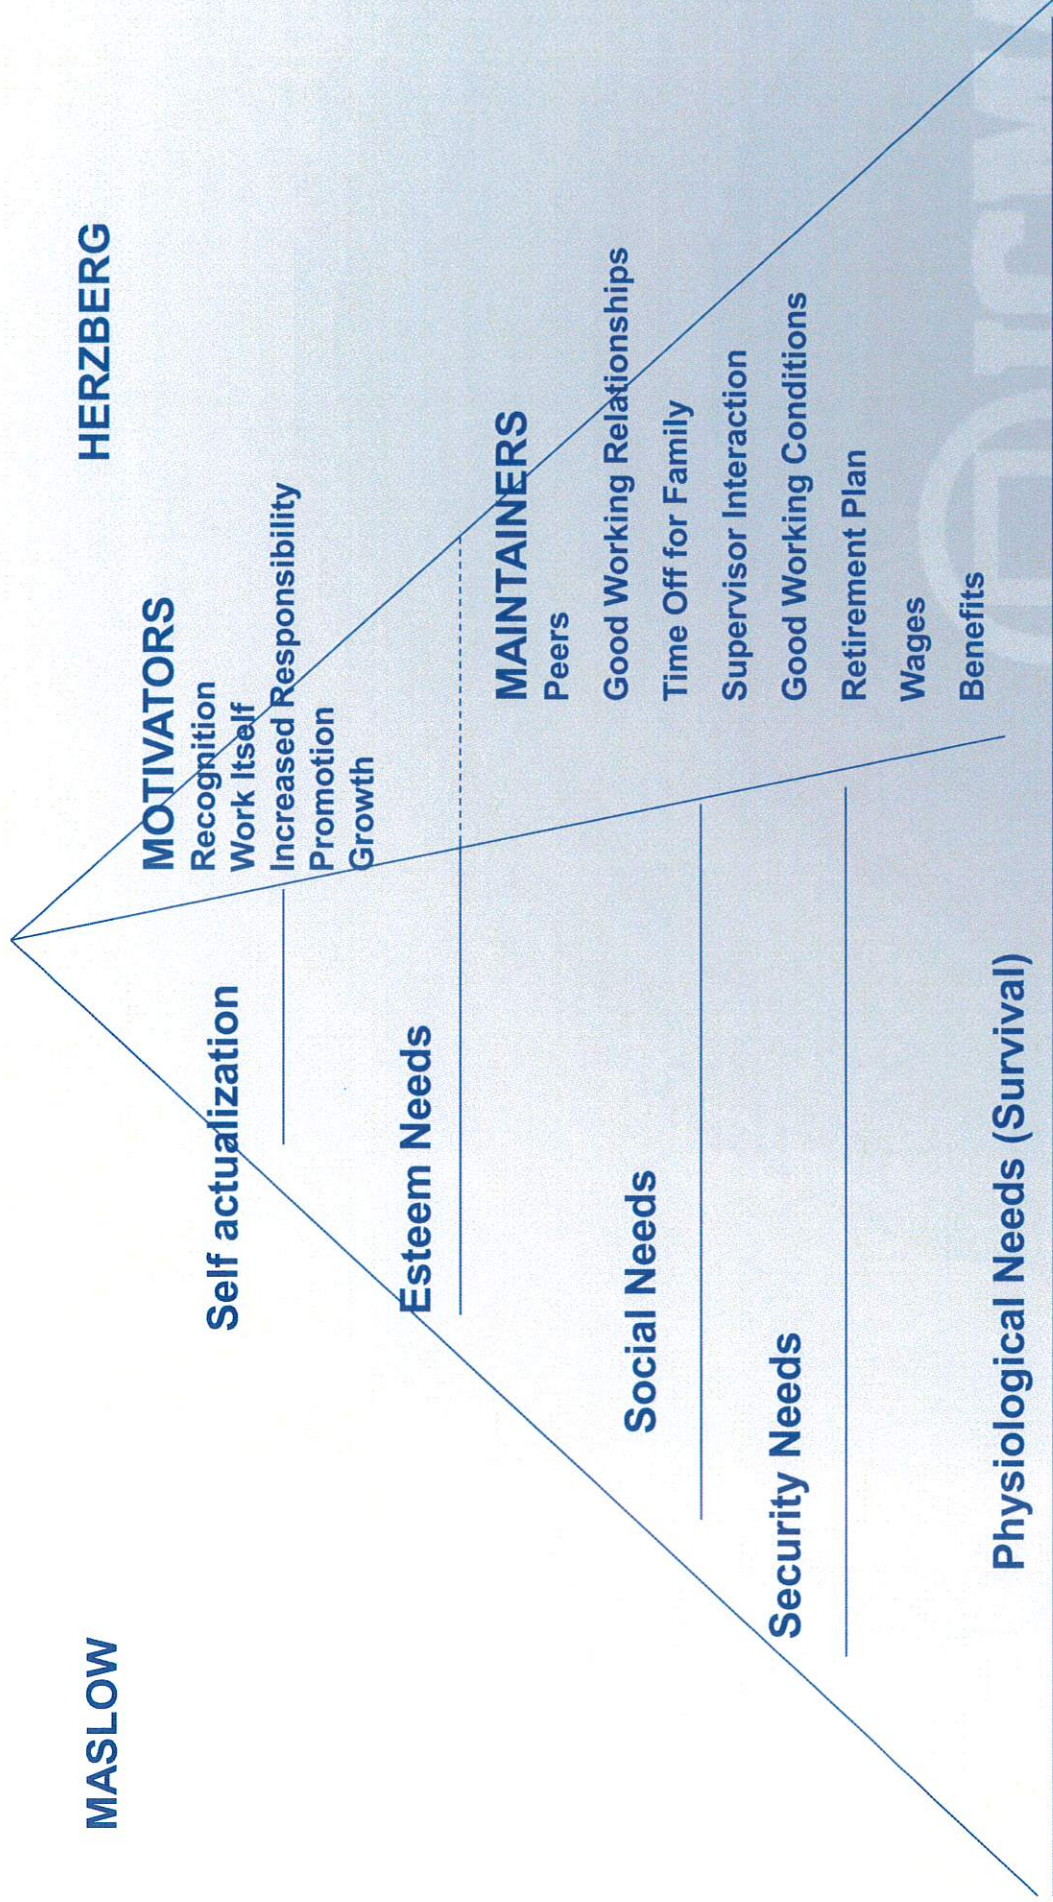 MASLOW
HERZBERG
Self actualization
Esteem Needs
Social Needs
Security Needs
Physiological Needs (Survival)
MOTIVATORS
Recognition
Work Itself
Increased Responsibility
Promotion
Growth
MAINTAINERS
Peers
Good Working Relationships
Time Off for Family
Supervisor Interaction
Good Working Conditions
Retirement Plan
Wages
Benefits